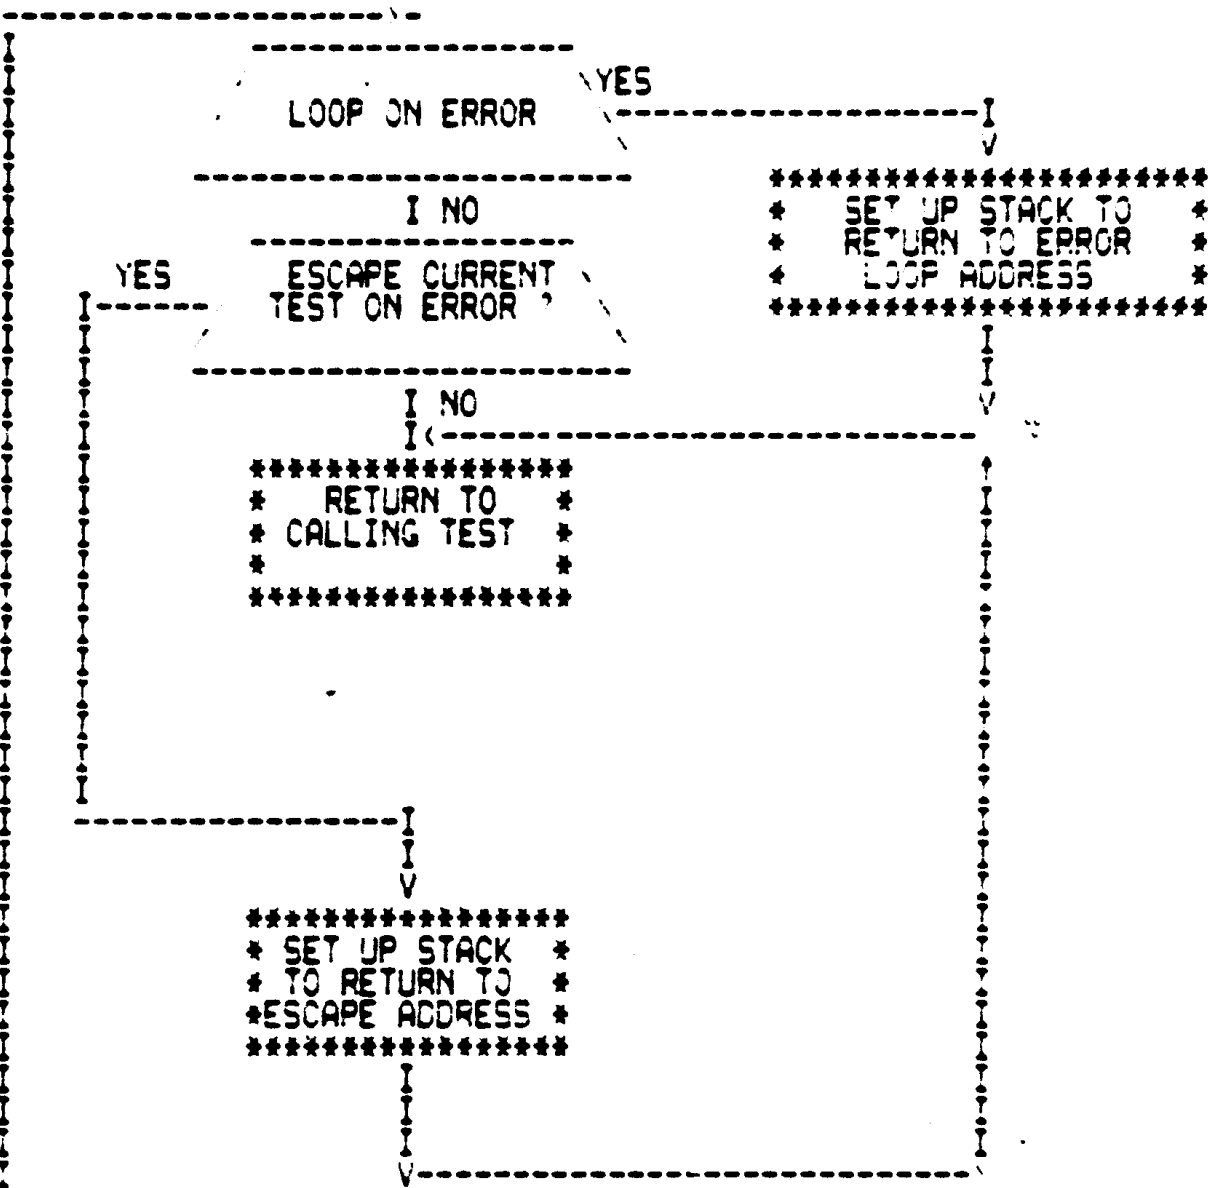 LOOP ON ERROR
YES
NO
SET UP STACK TO
RETURN TO ERROR
LOOP ADDRESS
YES
ESCAPE CURRENT
TEST ON ERROR ?
NO
RETURN TO
CALLING TEST
SET UP STACK
TO RETURN TO
ESCAPE ADDRESS